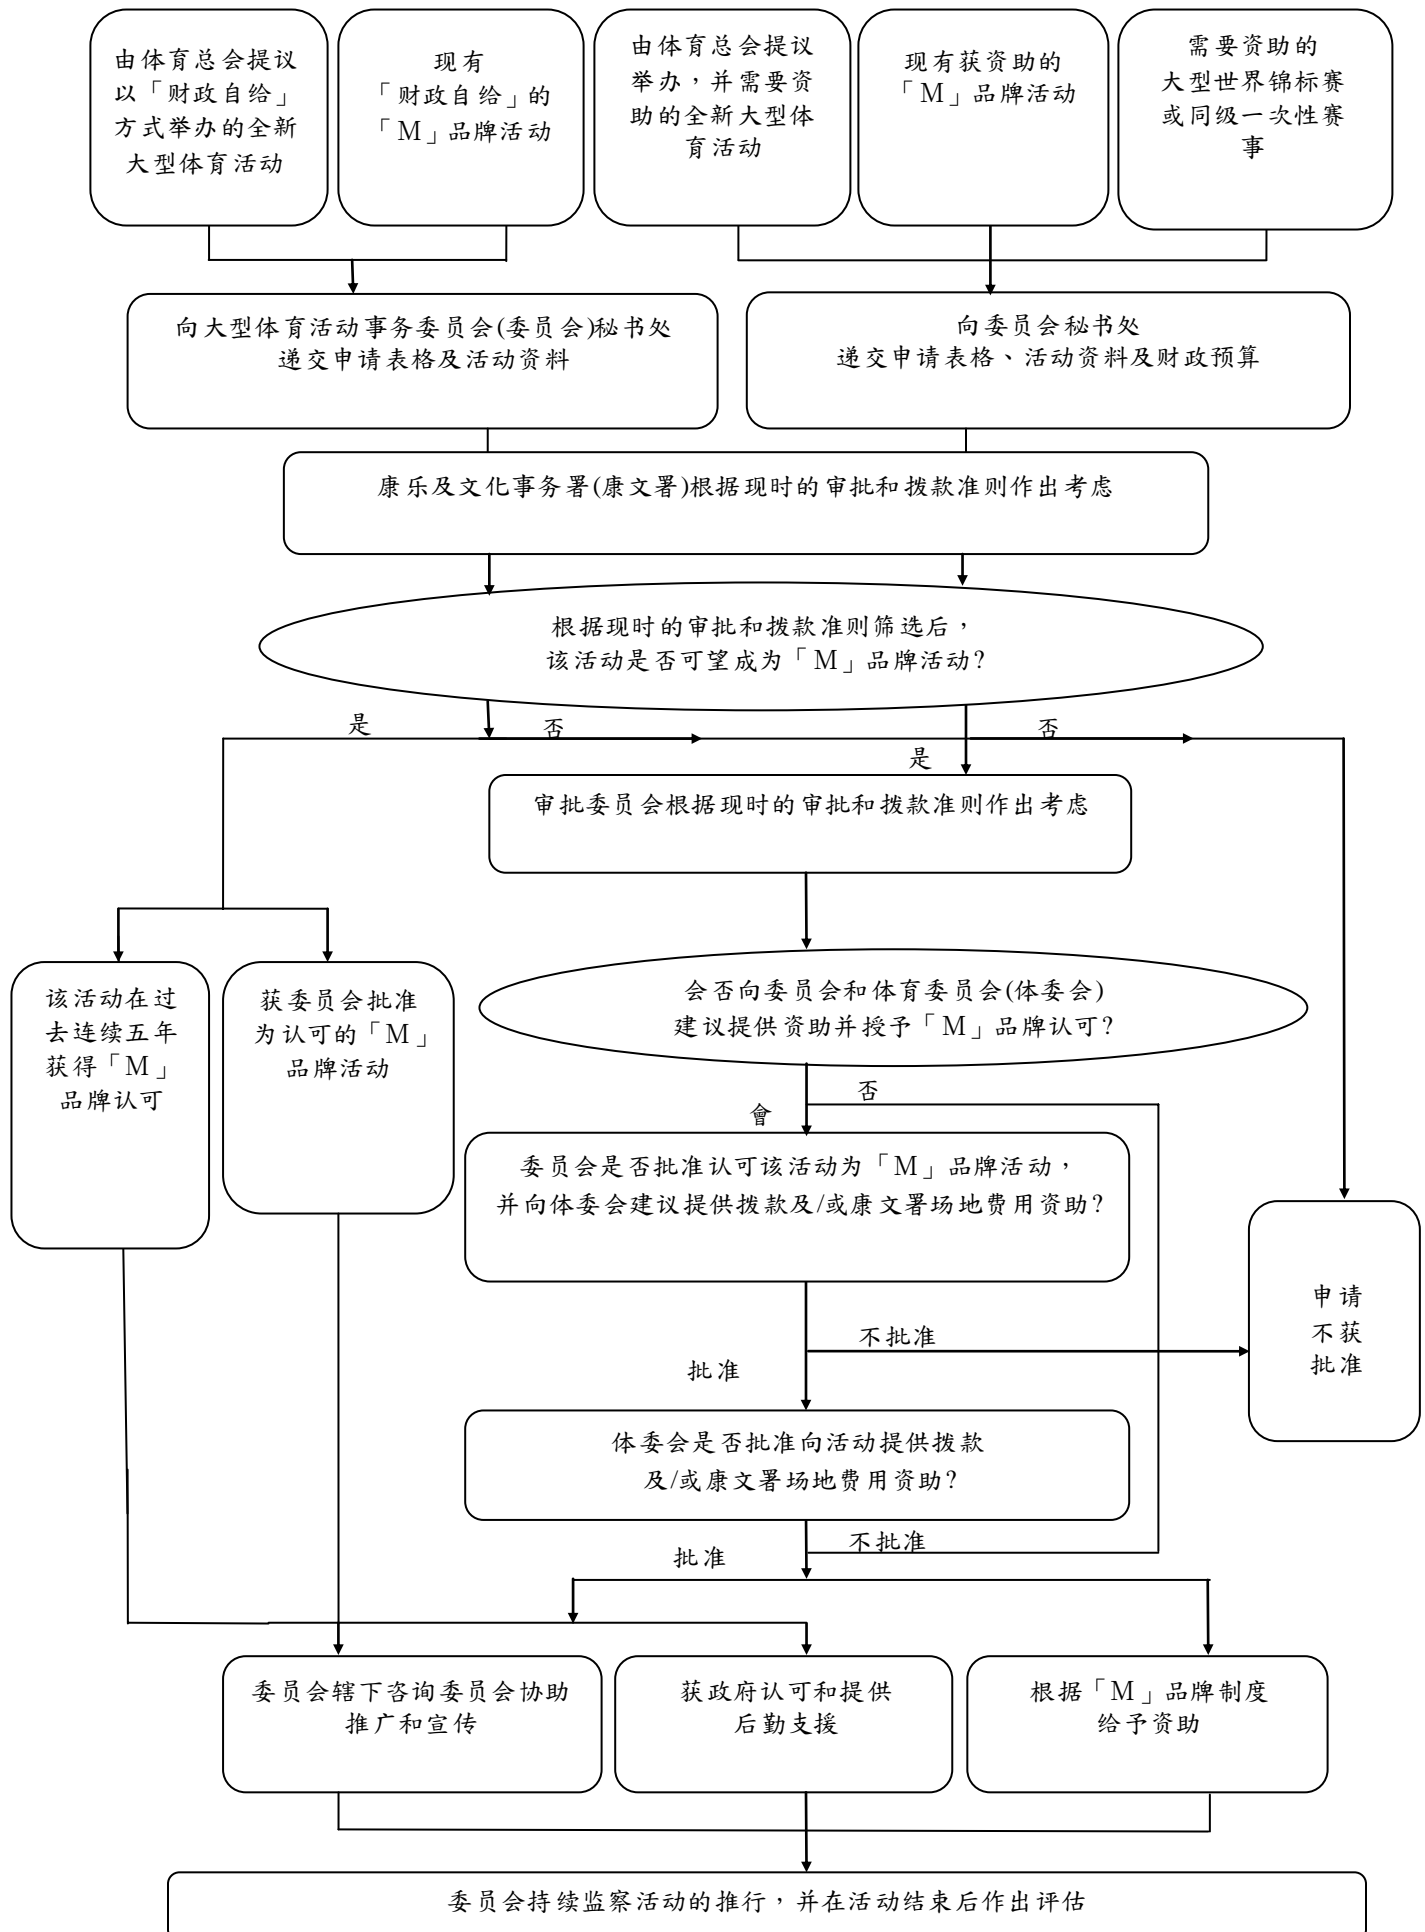 由体育总会提议
以「财政自给」
方式举办的全新
大型体育活动
现有
「财政自给」的
「M」品牌活动
由体育总会提议
举办，并需要资
助的全新大型体
育活动
现有获资助的
「M」品牌活动
需要资助的
大型世界锦标赛
或同级一次性赛
事
向大型体育活动事务委员会(委员会)秘书处
递交申请表格及活动资料
向委员会秘书处
递交申请表格、活动资料及财政预算
康乐及文化事务署(康文署)根据现时的审批和拨款准则作出考虑
根据现时的审批和拨款准则筛选后，
该活动是否可望成为「M」品牌活动?
是
否
否
是
审批委员会根据现时的审批和拨款准则作出考虑
该活动在过
去连续五年
获得「M」
品牌认可
获委员会批准
为认可的「M」
品牌活动
会否向委员会和体育委员会(体委会)
建议提供资助并授予「M」品牌认可?
否
會
委员会是否批准认可该活动为「M」品牌活动，
并向体委会建议提供拨款及/或康文署场地费用资助?
申请
不获
批准
不批准
批准
体委会是否批准向活动提供拨款
及/或康文署场地费用资助?
不批准
批准
委员会辖下咨询委员会协助
推广和宣传
获政府认可和提供
后勤支援
根据「M」品牌制度
给予资助
委员会持续监察活动的推行，并在活动结束后作出评估